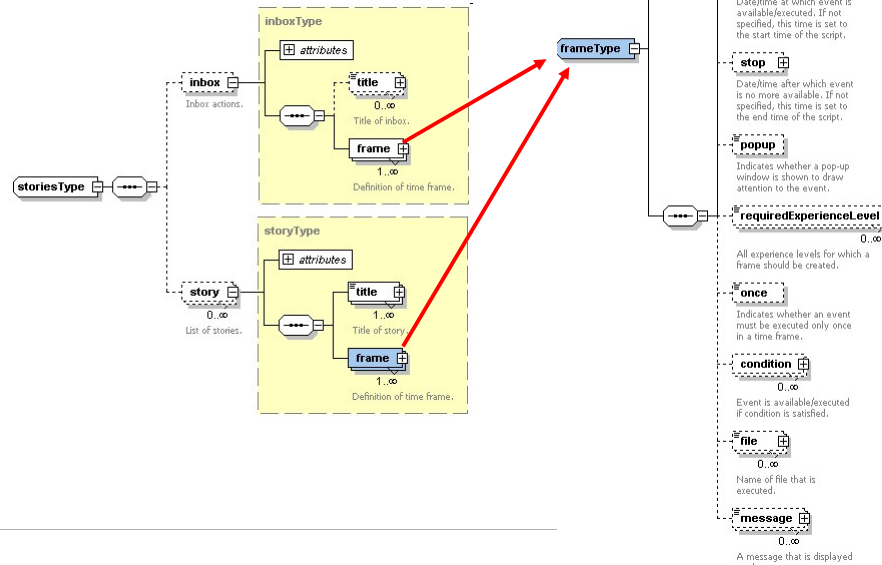 inboxType
attributes
inbox
Inbox actions.
title
0..∞
Title of inbox.
frame
1..∞
Definition of time frame.
storiesType
storyType
attributes
story
0..∞
List of stories.
title
1..∞
Title of story.
frame
1..∞
Definition of time frame.
frameType
Date/time at which event is
available/executed. If not
specified, this time is set to
the start time of the script.
stop
Date/time after which event
is no more available. If not
specified, this time is set to
the end time of the script.
popup
Indicates whether a pop-up
window is shown to draw
attention to the event.
requiredExperienceLevel
0..∞
All experience levels for which a
frame should be created.
once
Indicates whether an event
must be executed only once
in a time frame.
condition
0..∞
Event is available/executed
if condition is satisfied.
file
0..∞
Name of file that is
executed.
message
0..∞
A message that is displayed